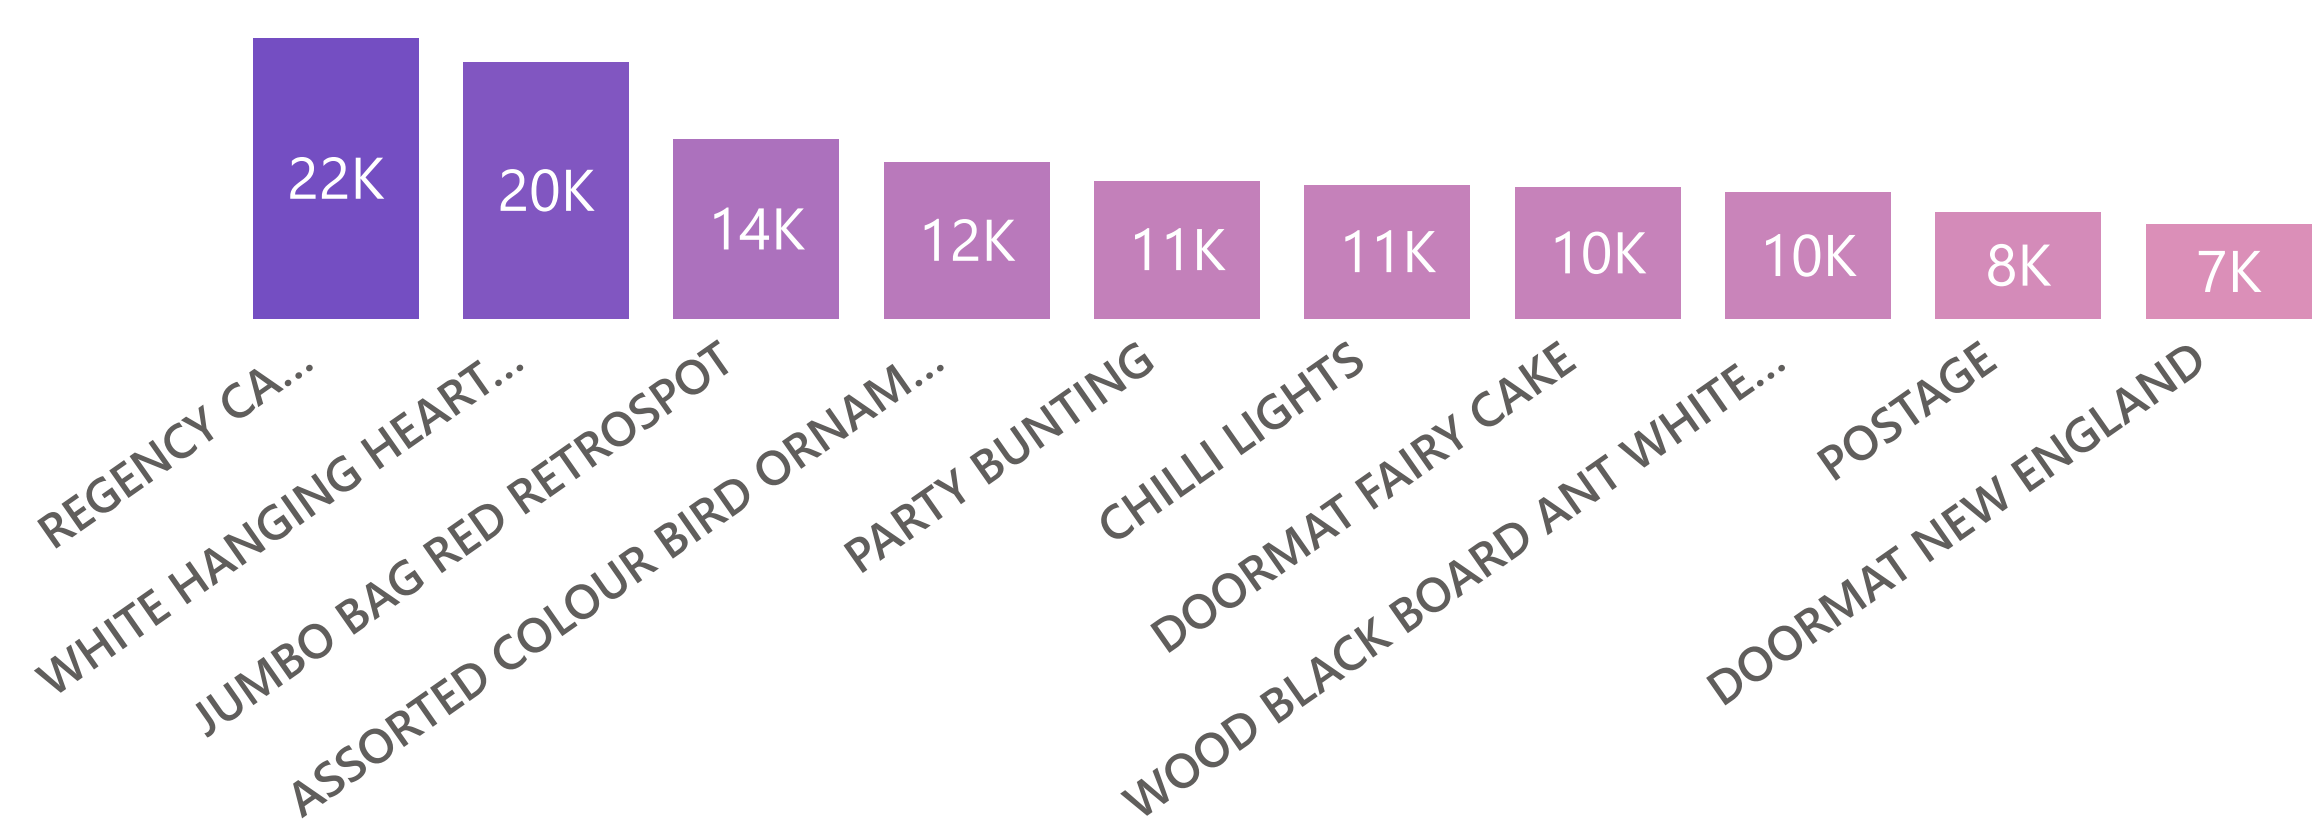 22K
20K
14K
12K
11K
11K
10K
10K
8K
7K
REGENCY CA...
WHITE HANGING HEART...
JUMBO BAG RED RETROSPOT
ASSORTED COLOUR BIRD ORNAM...
PARTY BUNTING
CHILLI LIGHTS
DOORMAT FAIRY CAKE
WOOD BLACK BOARD ANT WHITE...
POSTAGE
DOORMAT NEW ENGLAND